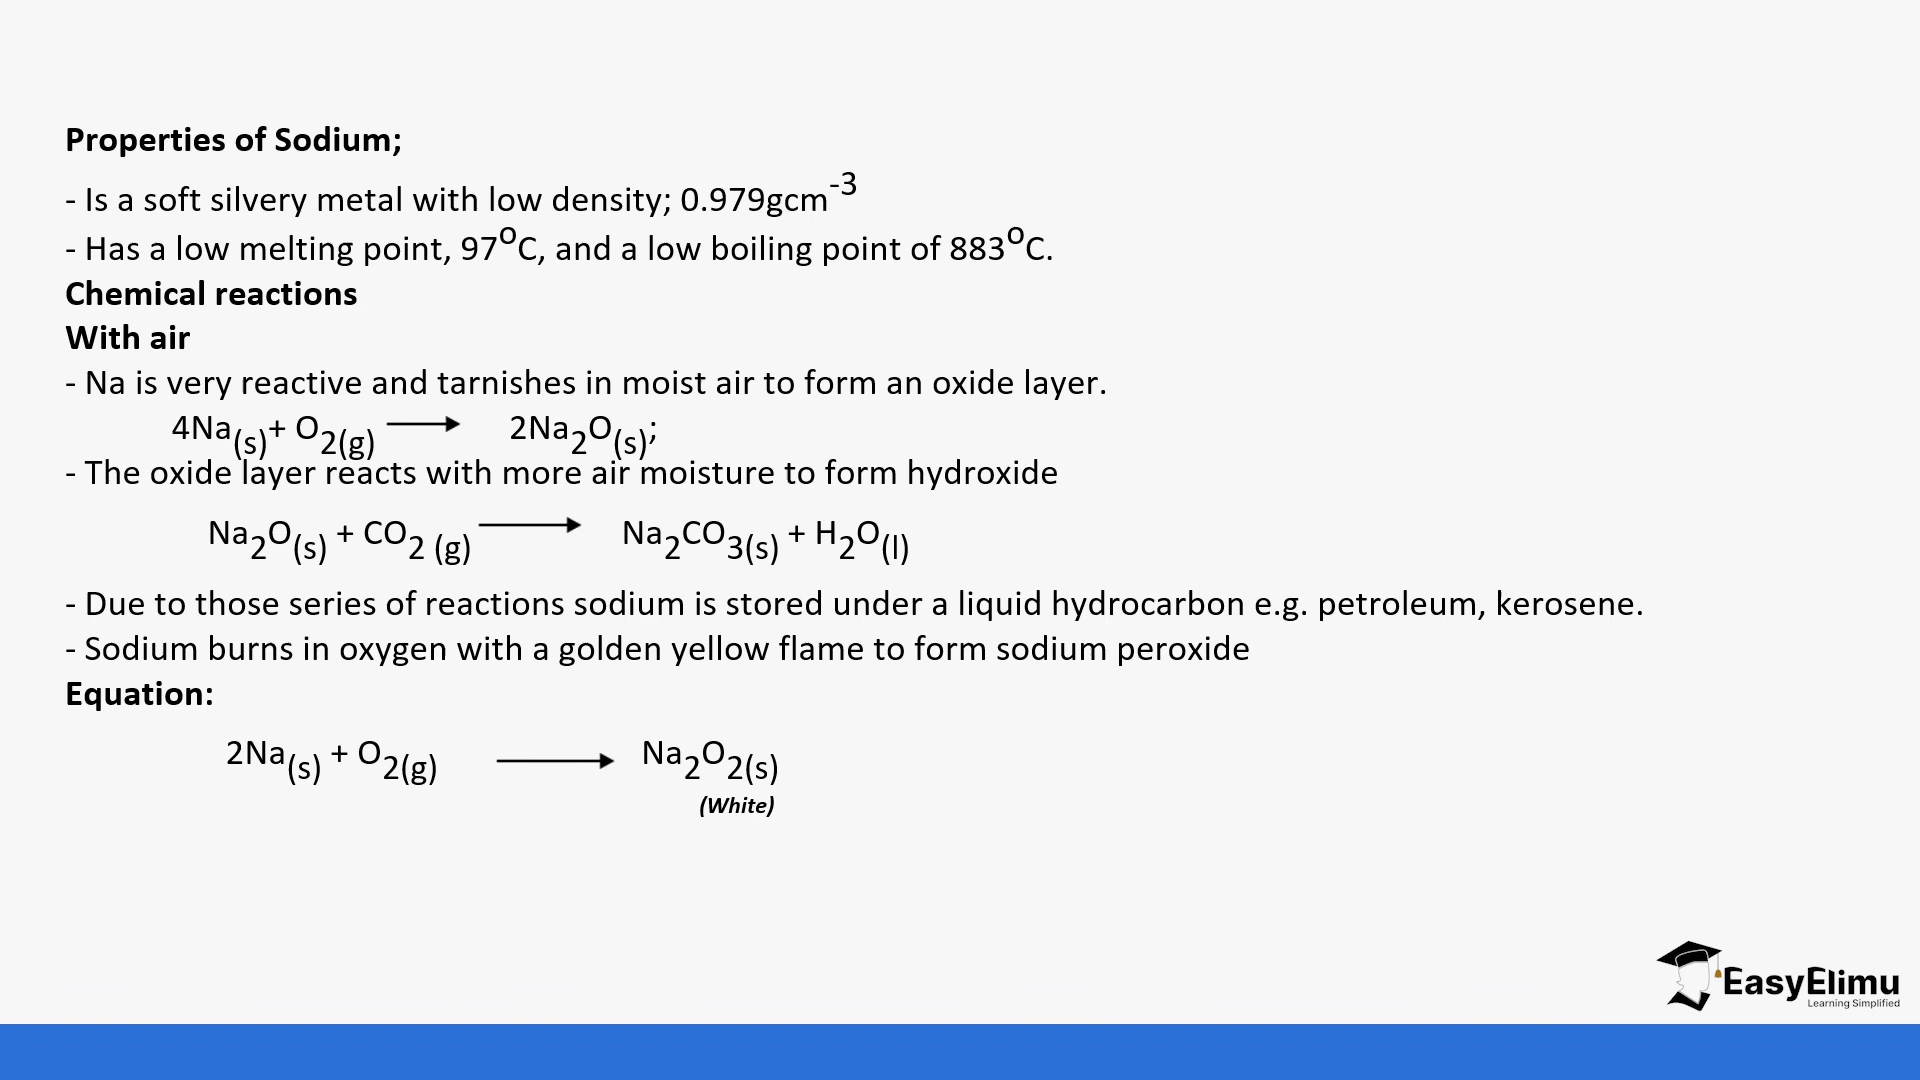 Properties of Sodium;
- Is a soft silvery metal with low density; 0.979gcm⁻³
- Has a low melting point, 97⁰C, and a low boiling point of 883⁰C.
Chemical reactions
With air
- Na is very reactive and tarnishes in moist air to form an oxide layer.
4Na(s)+ O2(g) → 2Na2O(s);
- The oxide layer reacts with more air moisture to form hydroxide
Na2O(s) + CO2 (g) → Na2CO3(s) + H2O(l)
- Due to those series of reactions sodium is stored under a liquid hydrocarbon e.g. petroleum, kerosene.
- Sodium burns in oxygen with a golden yellow flame to form sodium peroxide
Equation:
2Na(s) + O2(g) → Na2O2(s)
(White)
EasyElimu
Learning Simplified